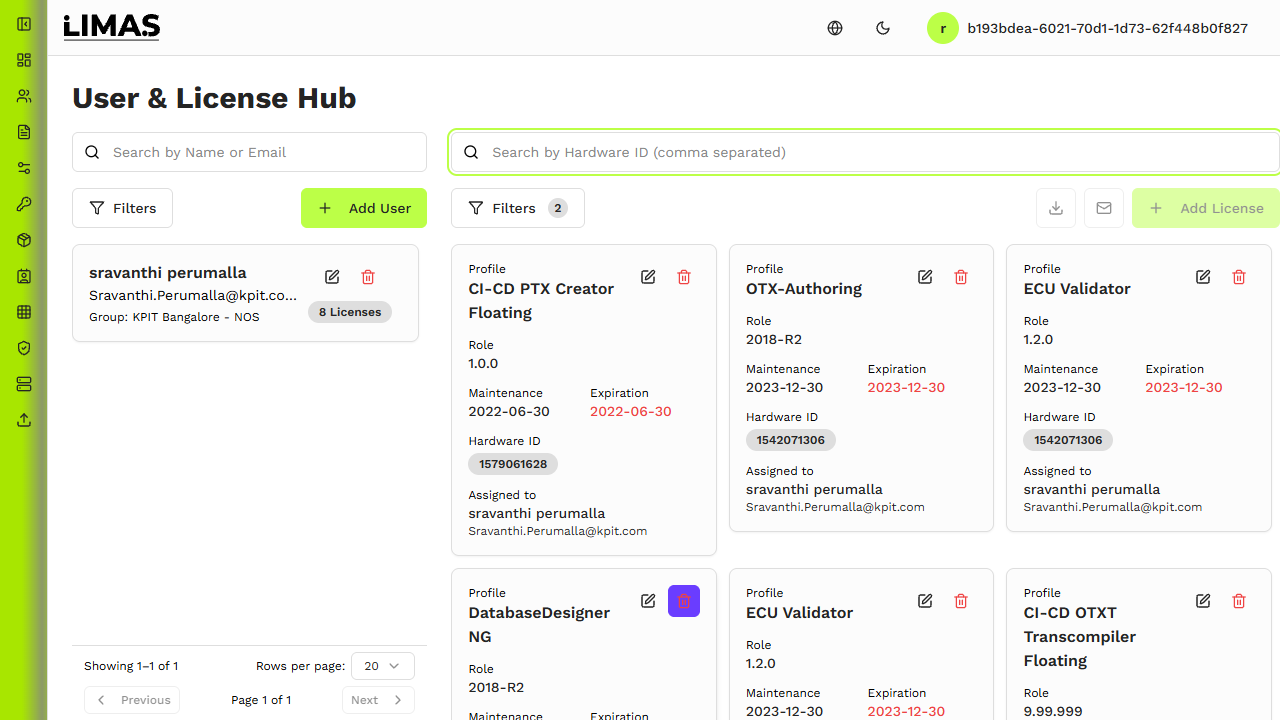 LIMAS
r
b193bdea-6021-70d1-1d73-62f448b0f827
User & License Hub
Search by Name or Email
Search by Hardware ID (comma separated)
Filters
Add User
Filters
2
Add License
sravanthi perumalla
Sravanthi.Perumalla@kpit.co...
Group: KPIT Bangalore - NOS
8 Licenses
Profile
CI-CD PTX Creator
Floating
Role
1.0.0
Maintenance
Expiration
2022-06-30
2022-06-30
Hardware ID
1579061628
Assigned to
sravanthi perumalla
Sravanthi.Perumalla@kpit.com
Profile
OTX-Authoring
Role
2018-R2
Maintenance
Expiration
2023-12-30
2023-12-30
Hardware ID
1542071306
Assigned to
sravanthi perumalla
Sravanthi.Perumalla@kpit.com
Profile
ECU Validator
Role
1.2.0
Maintenance
Expiration
2023-12-30
2023-12-30
Hardware ID
1542071306
Assigned to
sravanthi perumalla
Sravanthi.Perumalla@kpit.com
Profile
DatabaseDesigner
NG
Role
2018-R2
Maintenance
Expiration
Profile
ECU Validator
Role
1.2.0
Maintenance
Expiration
2023-12-30
2023-12-30
Profile
CI-CD OTXT
Transcompiler
Floating
Role
9.99.999
Showing 1–1 of 1
Rows per page:
20
Previous
Page 1 of 1
Next